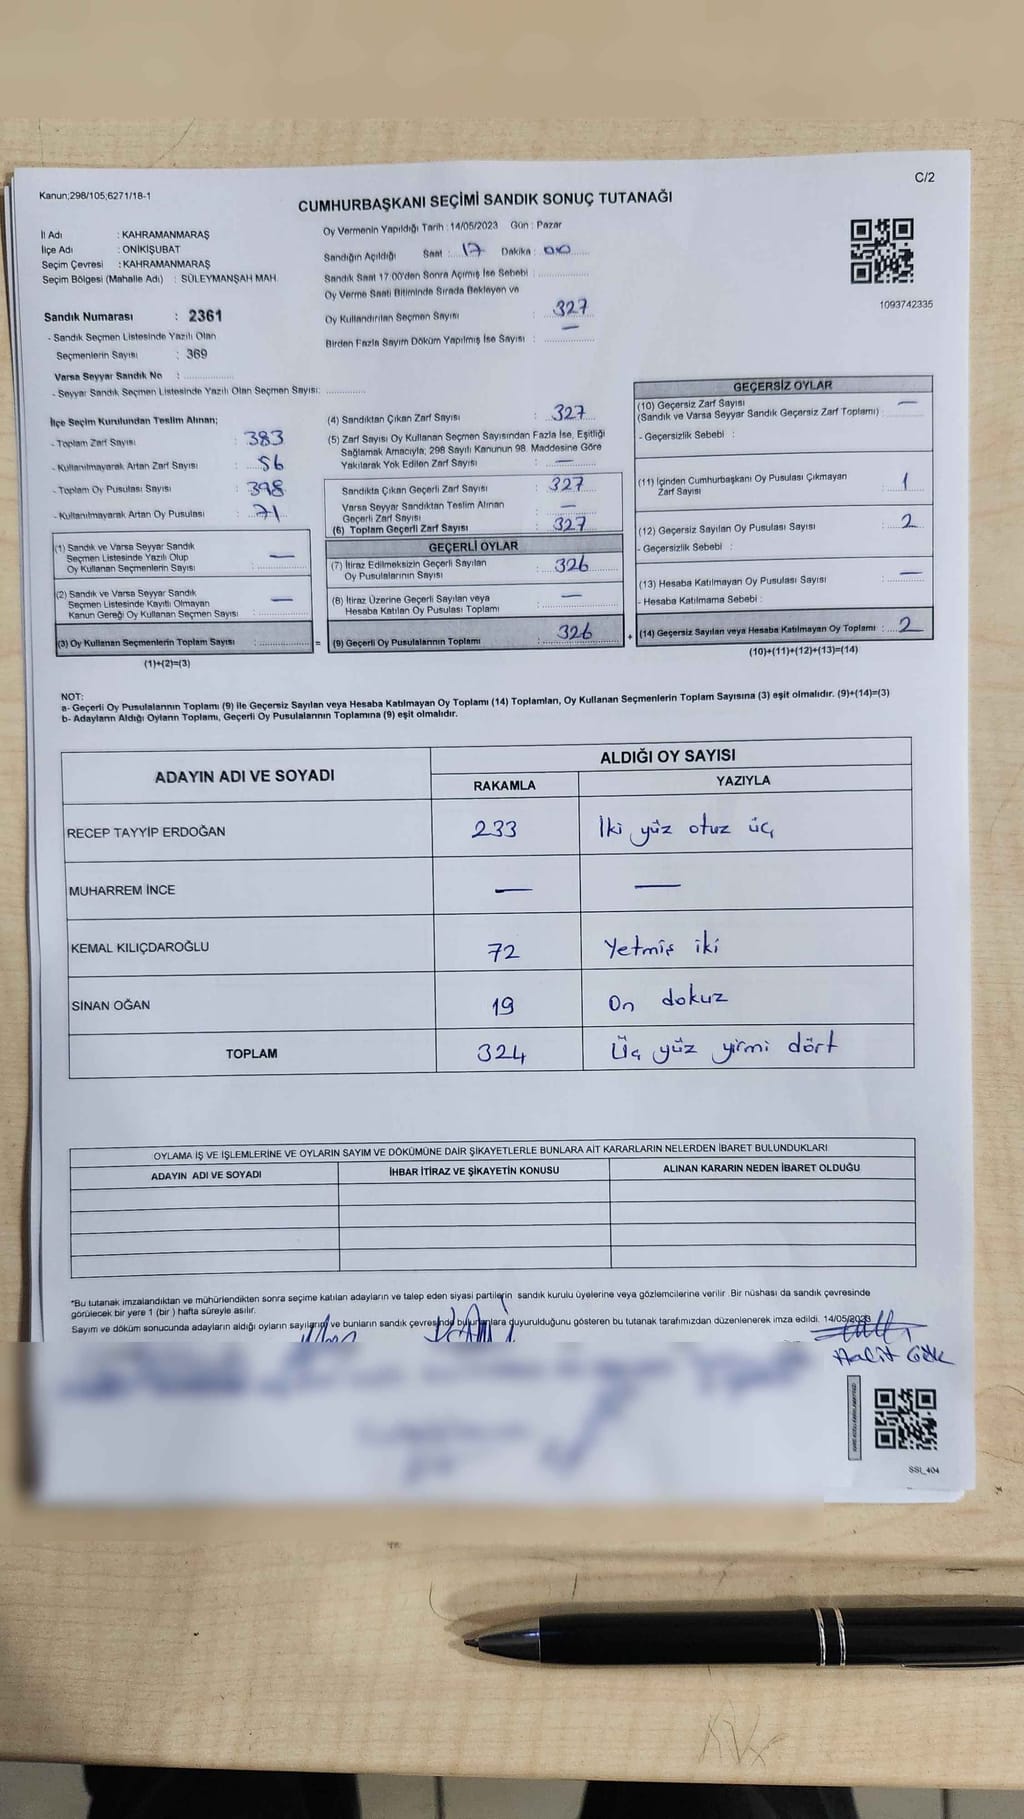 C/2
Kanun;298/105;6271/18-1
CUMHURBAŞKANI SEÇİMİ SANDIK SONUÇ TUTANAĞI
İl Adı : KAHRAMANMARAŞ
İlçe Adı : ONİKİŞUBAT
Seçim Çevresi : KAHRAMANMARAŞ
Seçim Bölgesi (Mahalle Adı) : SÜLEYMANŞAH MAH.
Sandık Numarası : 2361
- Sandık Seçmen Listesinde Yazılı Olan
Seçmenlerin Sayısı : 369
Varsa Seyyar Sandık No :
- Seyyar Sandık Seçmen Listesinde Yazılı Olan Seçmen Sayısı:
Oy Vermenin Yapıldığı Tarih : 14/05/2023 Gün : Pazar
Sandığın Açıldığı Saat : 17 Dakika : 00
Sandık Saat 17:00'den Sonra Açımış İse Sebebi :
Oy Verme Saati Bitiminde Sırada Bekleyen ve
Oy Kullandırılan Seçmen Sayısı : 327
Birden Fazla Sayım Döküm Yapılmış İse Sayısı : —
1093742335
İlçe Seçim Kurulundan Teslim Alınan;
- Toplam Zarf Sayısı : 383
- Kullanılmayarak Artan Zarf Sayısı : 56
- Toplam Oy Pusulası Sayısı : 398
- Kullanılmayarak Artan Oy Pusulası : 71
(1) Sandık ve Varsa Seyyar Sandık
Seçmen Listesinde Yazılı Olup
Oy Kullanan Seçmenlerin Sayısı : —
(2) Sandık ve Varsa Seyyar Sandık
Seçmen Listesinde Kayıtlı Olmayan
Kanun Gereği Oy Kullanan Seçmen Sayısı : —
(3) Oy Kullanan Seçmenlerin Toplam Sayısı : =
(1)+(2)=(3)
(4) Sandıktan Çıkan Zarf Sayısı : 327
(5) Zarf Sayısı Oy Kullanan Seçmen Sayısından Fazla İse, Eşitliği
Sağlamak Amacıyla; 298 Sayılı Kanunun 98. Maddesine Göre
Yakılarak Yok Edilen Zarf Sayısı : —
Sandıkta Çıkan Geçerli Zarf Sayısı : 327
Varsa Seyyar Sandıktan Teslim Alınan
Geçerli Zarf Sayısı : —
(6) Toplam Geçerli Zarf Sayısı : 327
GEÇERLİ OYLAR
(7) İtiraz Edilmeksizin Geçerli Sayılan
Oy Pusulalarının Sayısı : 326
(8) İtiraz Üzerine Geçerli Sayılan veya
Hesaba Katılan Oy Pusulası Toplamı : —
(9) Geçerli Oy Pusulalarının Toplamı : 326 +
GEÇERSİZ OYLAR
(10) Geçersiz Zarf Sayısı
(Sandık ve Varsa Seyyar Sandık Geçersiz Zarf Toplamı) : —
- Geçersizlik Sebebi :
(11) İçinden Cumhurbaşkanı Oy Pusulası Çıkmayan
Zarf Sayısı : 1
(12) Geçersiz Sayılan Oy Pusulası Sayısı : 2
- Geçersizlik Sebebi :
(13) Hesaba Katılmayan Oy Pusulası Sayısı : —
- Hesaba Katılmama Sebebi :
(14) Geçersiz Sayılan veya Hesaba Katılmayan Oy Toplamı : 2
(10)+(11)+(12)+(13)=(14)
NOT:
a- Geçerli Oy Pusulalarının Toplamı (9) ile Geçersiz Sayılan veya Hesaba Katılmayan Oy Toplamı (14) Toplamları, Oy Kullanan Seçmenlerin Toplam Sayısına (3) eşit olmalıdır. (9)+(14)=(3)
b- Adayların Aldığı Oyların Toplamı, Geçerli Oy Pusulalarının Toplamına (9) eşit olmalıdır.
ADAYIN ADI VE SOYADI ALDIĞI OY SAYISI
RAKAMLA YAZIYLA
RECEP TAYYİP ERDOĞAN 233 İki yüz otuz üç
MUHARREM İNCE — —
KEMAL KILIÇDAROĞLU 72 Yetmiş iki
SİNAN OĞAN 19 On dokuz
TOPLAM 324 Üç yüz yirmi dört
OYLAMA İŞ VE İŞLEMLERİNE VE OYLARIN SAYIM VE DÖKÜMÜNE DAİR ŞİKAYETLERLE BUNLARA AİT KARARLARIN NELERDEN İBARET BULUNDUKLARI
ADAYIN ADI VE SOYADI İHBAR İTİRAZ VE ŞİKAYETİN KONUSU ALINAN KARARIN NEDEN İBARET OLDUĞU
*Bu tutanak imzalandıktan ve mühürlendikten sonra seçime katılan adayların ve talep eden siyasi partilerin sandık kurulu üyelerine veya gözlemcilerine verilir. Bir nüshası da sandık çevresinde
görülecek bir yere 1 (bir ) hafta süreyle asılır.
Sayım ve döküm sonucunda adayların aldığı oyların sayılarını ve bunların sandık çevresinde bulunanlara duyurulduğunu gösteren bu tutanak tarafımızdan düzenlenerek imza edildi. 14/05/2023
Halit Gök
SSI_404